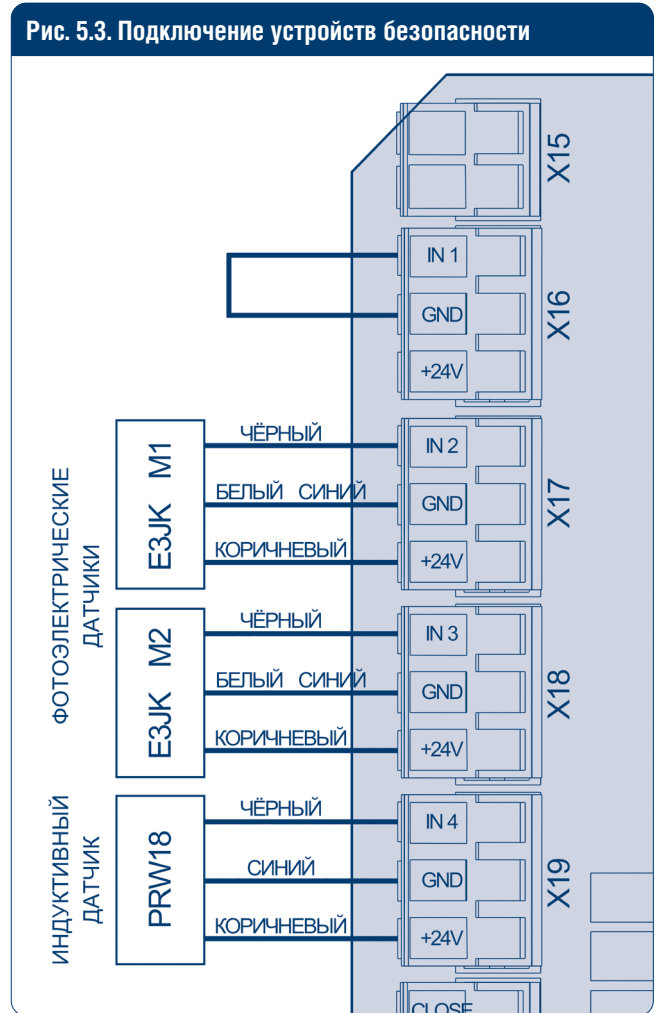 Рис. 5.3. Подключение устройств безопасности
X15
IN 1
GND
+24V
X16
ФОТОЭЛЕКТРИЧЕСКИЕ
ДАТЧИКИ
E3JK M1
ЧЁРНЫЙ
БЕЛЫЙ СИНИЙ
КОРИЧНЕВЫЙ
IN 2
GND
+24V
X17
E3JK M2
ЧЁРНЫЙ
БЕЛЫЙ СИНИЙ
КОРИЧНЕВЫЙ
IN 3
GND
+24V
X18
ИНДУКТИВНЫЙ
ДАТЧИК
PRW18
ЧЁРНЫЙ
СИНИЙ
КОРИЧНЕВЫЙ
IN 4
GND
+24V
X19
CLOSE